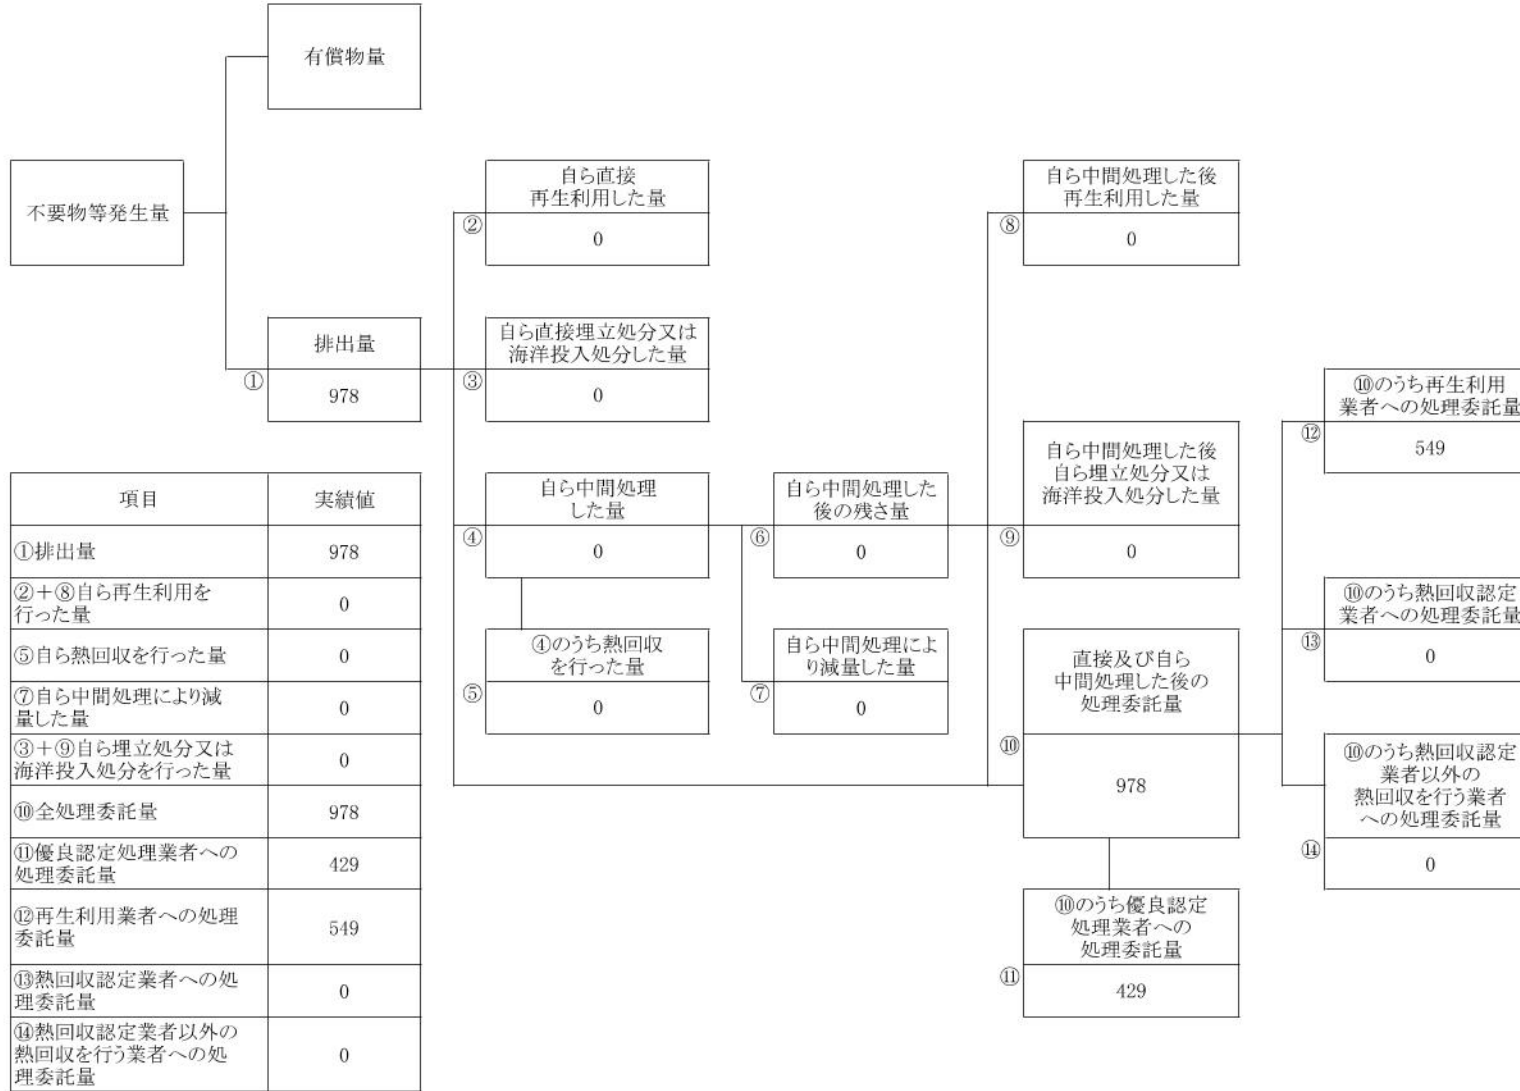 有償物量
不要物等発生量
自ら直接
再生利用した量
②
0
自ら中間処理した後
再生利用した量
⑧
0
排出量
①
978
自ら直接埋立処分又は
海洋投入処分した量
③
0
⑩のうち再生利用
業者への処理委託量
⑫
549
自ら中間処理した後
自ら埋立処分又は
海洋投入処分した量
⑨
0
自ら中間処理
した量
④
0
自ら中間処理した
後の残さ量
⑥
0
⑩のうち熱回収認定
業者への処理委託量
⑬
0
④のうち熱回収
を行った量
⑤
0
自ら中間処理によ
り減量した量
⑦
0
直接及び自ら
中間処理した後の
処理委託量
⑩
978
⑩のうち熱回収認定
業者以外の
熱回収を行う業者
への処理委託量
⑭
0
⑩のうち優良認定
処理業者への
処理委託量
⑪
429
項目 実績値
①排出量 978
②+⑧自ら再生利用を
行った量 0
⑤自ら熱回収を行った量 0
⑦自ら中間処理により減
量した量 0
③+⑨自ら埋立処分又は
海洋投入処分を行った量 0
⑩全処理委託量 978
⑪優良認定処理業者への
処理委託量 429
⑫再生利用業者への処理
委託量 549
⑬熱回収認定業者への処
理委託量 0
⑭熱回収認定業者以外の
熱回収を行う業者への処
理委託量 0